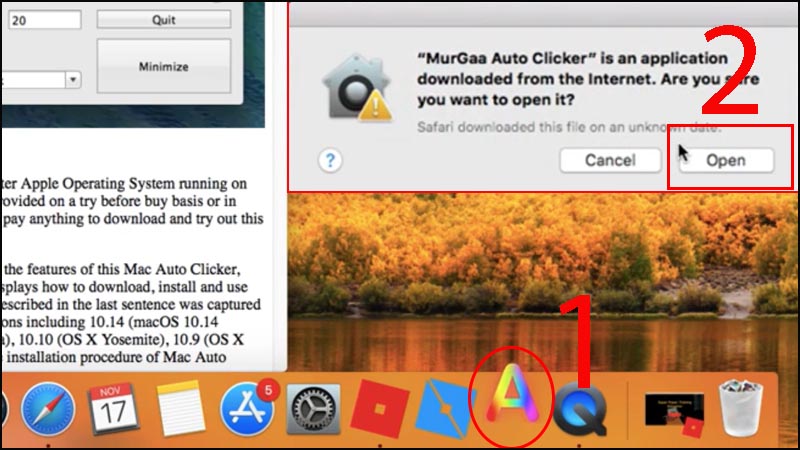 20
Quit
Minimize
“MurGaa Auto Clicker” is an application
downloaded from the Internet. Are you sure
you want to open it?
Safari downloaded this file on an unknown date.
?
Cancel
Open
2
ter Apple Operating System running on
rovided on a try before buy basis or in
pay anything to download and try out this
the features of this Mac Auto Clicker,
splays how to download, install and use
escribed in the last sentence was captured
ons including 10.14 (macOS 10.14
), 10.10 (OS X Yosemite), 10.9 (OS X
installation procedure of Mac Auto
1
NOV
17
5
A